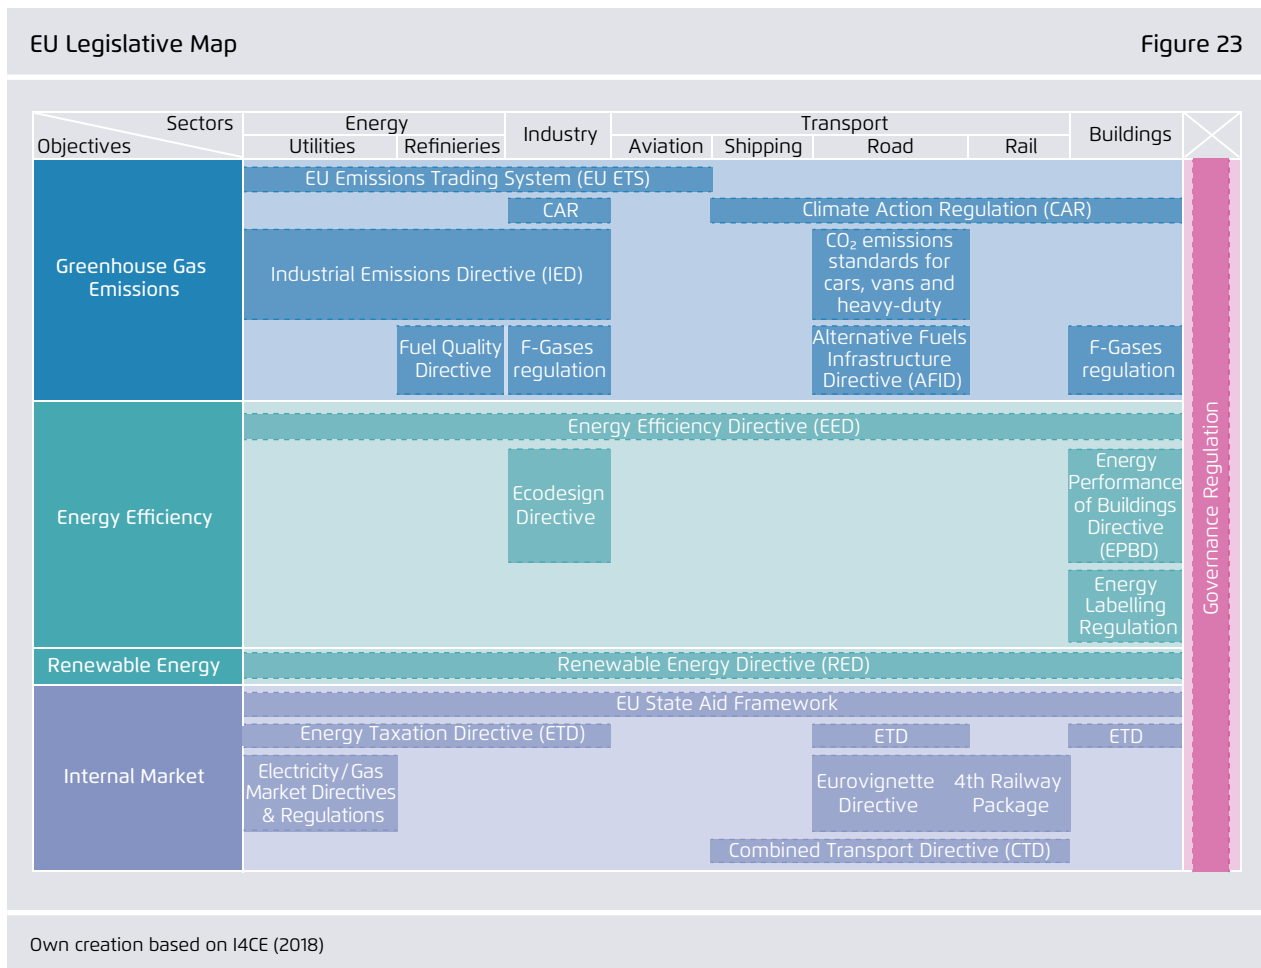 EU Legislative Map
Figure 23
Sectors
Objectives
Energy
Industry
Transport
Buildings
Utilities
Refinieries
Aviation
Shipping
Road
Rail
Greenhouse Gas
Emissions
EU Emissions Trading System (EU ETS)
CAR
Climate Action Regulation (CAR)
Industrial Emissions Directive (IED)
CO₂ emissions
standards for
cars, vans and
heavy-duty
Fuel Quality
Directive
F-Gases
regulation
Alternative Fuels
Infrastructure
Directive (AFID)
F-Gases
regulation
Energy Efficiency
Energy Efficiency Directive (EED)
Ecodesign
Directive
Energy
Performance
of Buildings
Directive
(EPBD)
Energy
Labelling
Regulation
Renewable Energy
Renewable Energy Directive (RED)
Internal Market
EU State Aid Framework
Energy Taxation Directive (ETD)
ETD
ETD
Electricity/Gas
Market Directives
& Regulations
Eurovignette
Directive
4th Railway
Package
Combined Transport Directive (CTD)
Governance Regulation
Own creation based on I4CE (2018)